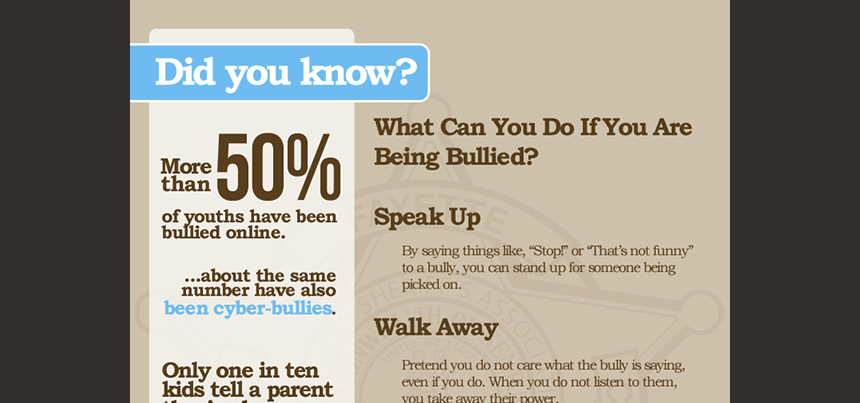 Did you know?
More
than 50%
of youths have been
bullied online.
...about the same
number have also
been cyber-bullies.
Only one in ten
kids tell a parent
What Can You Do If You Are
Being Bullied?
Speak Up
By saying things like, “Stop!” or “That’s not funny”
to a bully, you can stand up for someone being
picked on.
Walk Away
Pretend you do not care what the bully is saying,
even if you do. When you do not listen to them,
you take away their power.